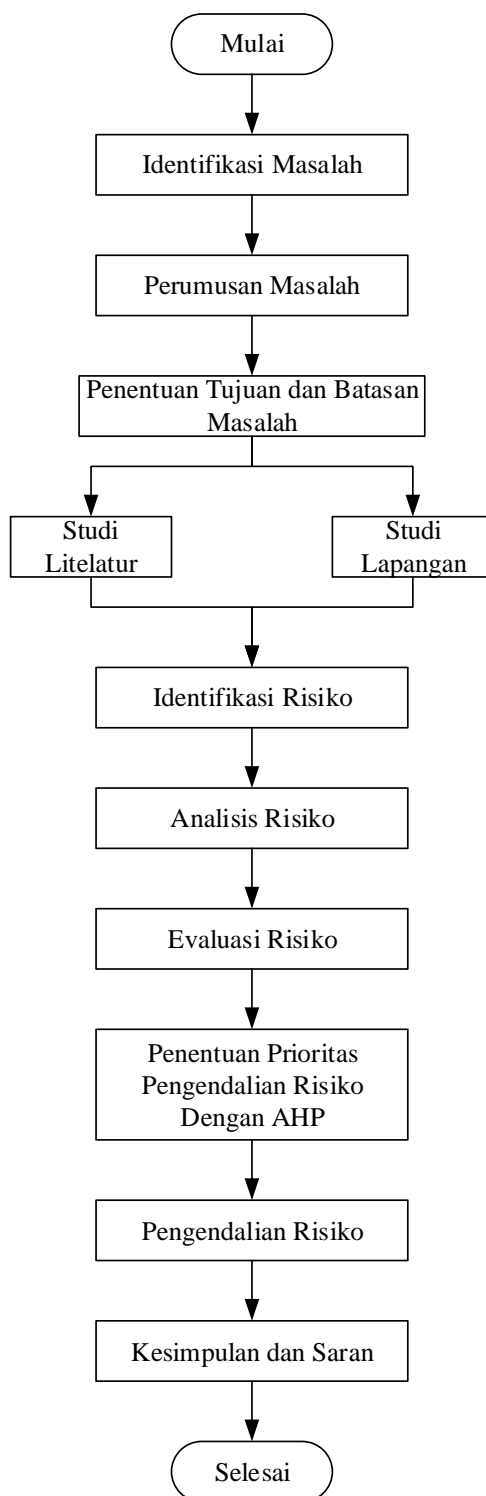 Mulai
Identifikasi Masalah
Perumusan Masalah
Penentuan Tujuan dan Batasan
Masalah
Studi
Litelatur
Studi
Lapangan
Identifikasi Risiko
Analisis Risiko
Evaluasi Risiko
Penentuan Prioritas
Pengendalian Risiko
Dengan AHP
Pengendalian Risiko
Kesimpulan dan Saran
Selesai